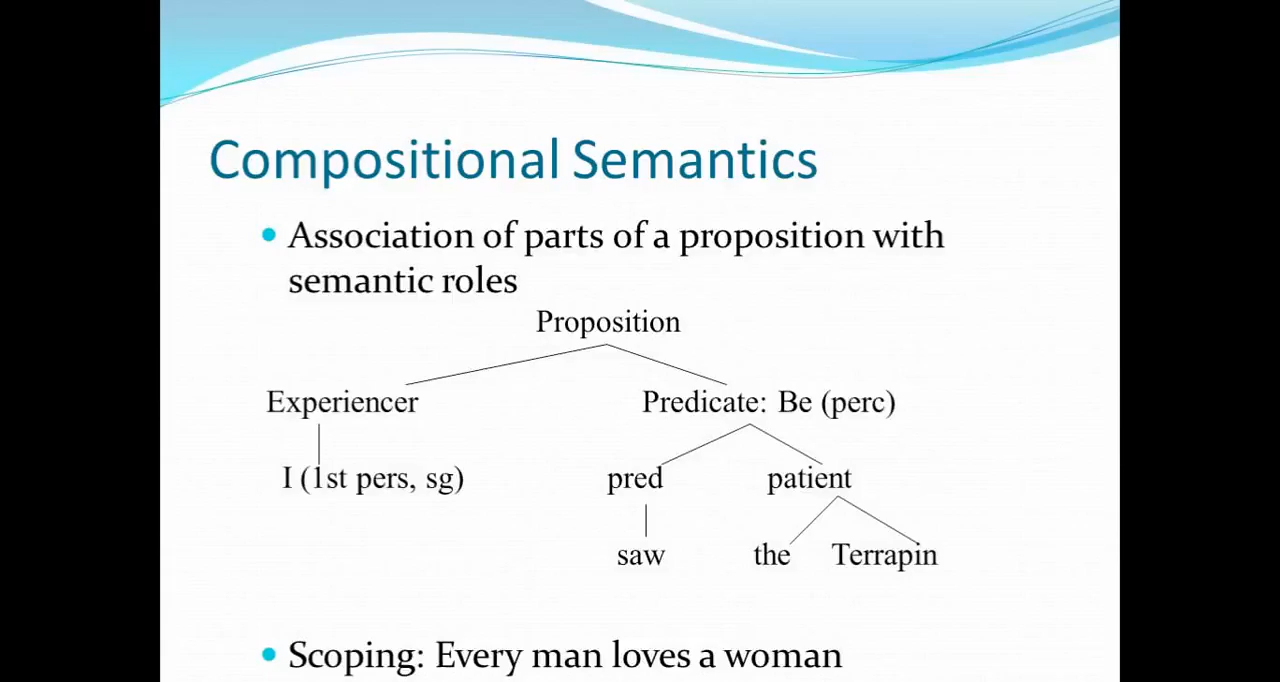 Compositional Semantics
Association of parts of a proposition with
semantic roles
Proposition
Experiencer Predicate: Be (perc)
I (1st pers, sg) pred patient
saw the Terrapin
Scoping: Every man loves a woman